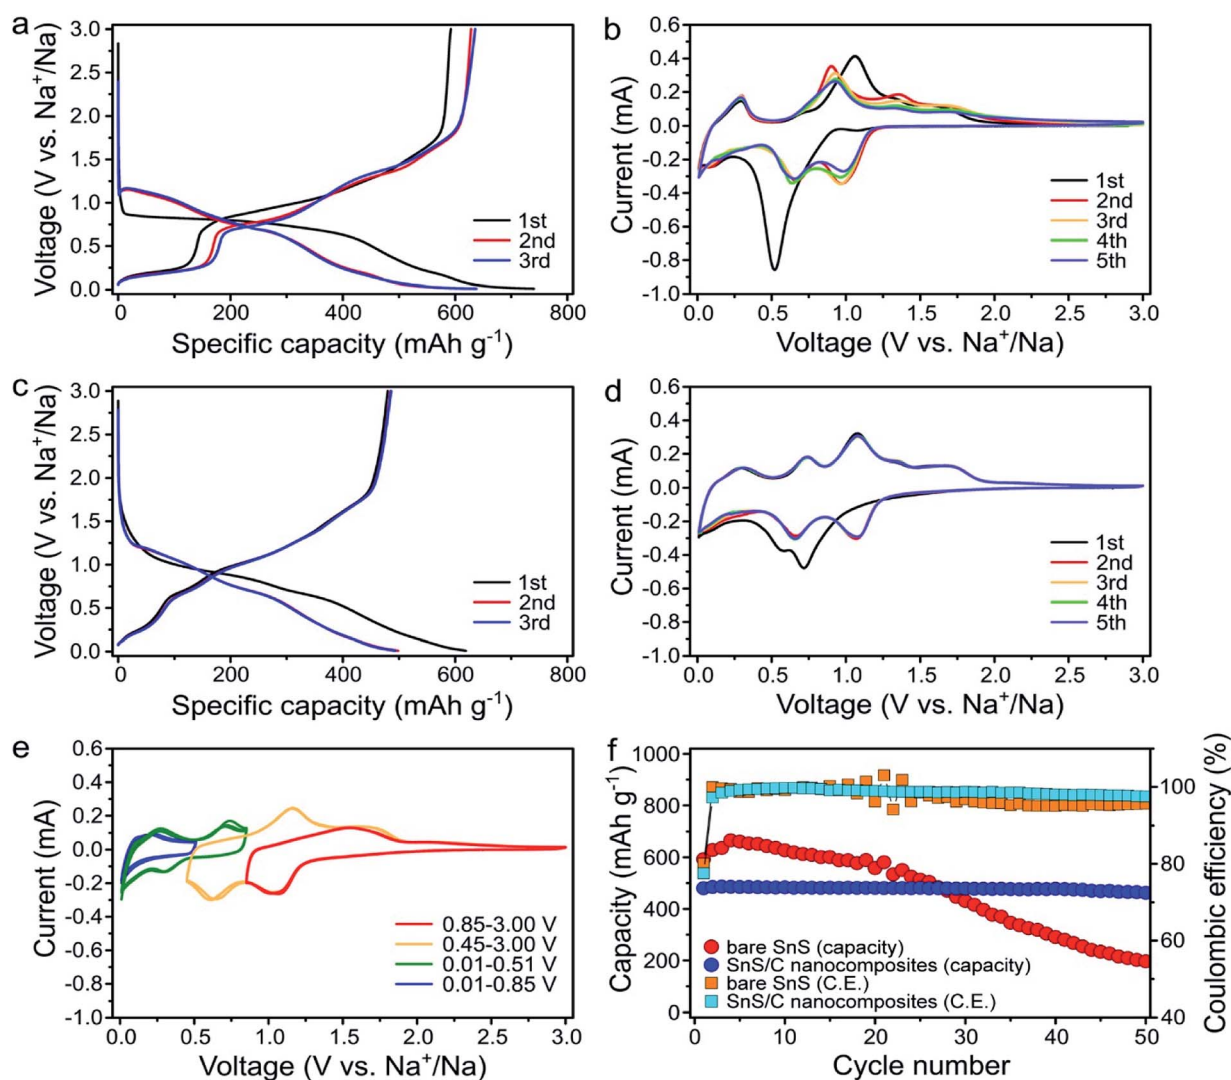 a
3.0
2.5
2.0
1.5
1.0
0.5
0.0
Voltage (V vs. Na⁺/Na)
1st
2nd
3rd
0 200 400 600 800
Specific capacity (mAh g⁻¹)
b
0.6
0.4
0.2
0.0
-0.2
-0.4
-0.6
-0.8
-1.0
Current (mA)
1st
2nd
3rd
4th
5th
0.0 0.5 1.0 1.5 2.0 2.5 3.0
Voltage (V vs. Na⁺/Na)
c
3.0
2.5
2.0
1.5
1.0
0.5
0.0
Voltage (V vs. Na⁺/Na)
1st
2nd
3rd
0 200 400 600 800
Specific capacity (mAh g⁻¹)
d
0.6
0.4
0.2
0.0
-0.2
-0.4
-0.6
-0.8
-1.0
Current (mA)
1st
2nd
3rd
4th
5th
0.0 0.5 1.0 1.5 2.0 2.5 3.0
Voltage (V vs. Na⁺/Na)
e
0.6
0.4
0.2
0.0
-0.2
-0.4
-0.6
-0.8
-1.0
Current (mA)
0.85-3.00 V
0.45-3.00 V
0.01-0.51 V
0.01-0.85 V
0.0 0.5 1.0 1.5 2.0 2.5 3.0
Voltage (V vs. Na⁺/Na)
f
1000
800
600
400
200
0
Capacity (mAh g⁻¹)
bare SnS (capacity)
SnS/C nanocomposites (capacity)
bare SnS (C.E.)
SnS/C nanocomposites (C.E.)
100
80
60
40
Coulombic efficiency (%)
0 10 20 30 40 50
Cycle number